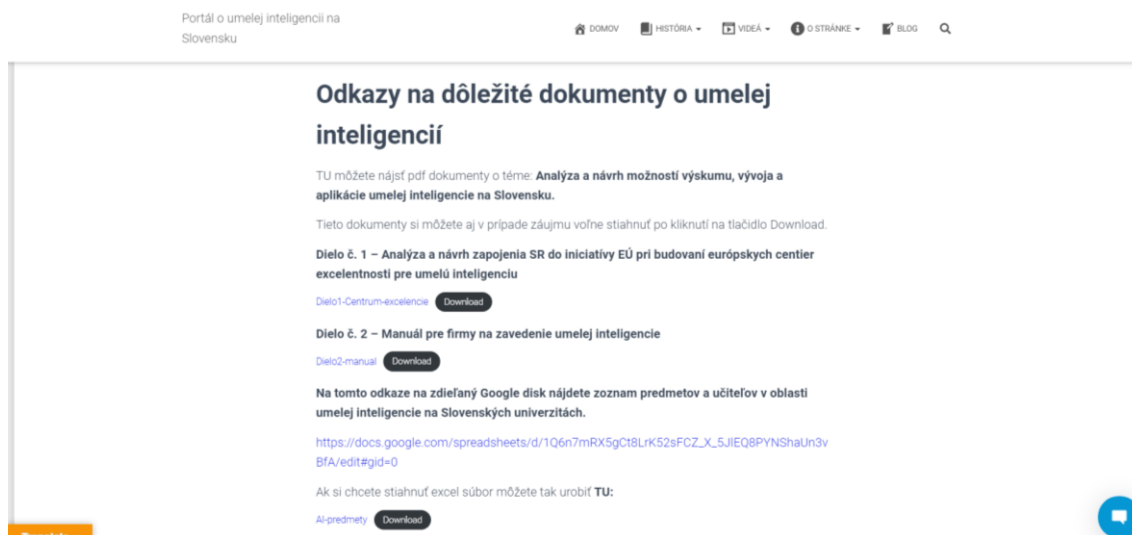 Portál o umelej inteligencii na
Slovensku
DOMOV HISTÓRIA VIDEÁ O STRÁNKE BLOG
Odkazy na dôležité dokumenty o umelej
inteligencií
TU môžete nájsť pdf dokumenty o téme: Analýza a návrh možností výskumu, vývoja a
aplikácie umelej inteligencie na Slovensku.
Tieto dokumenty si môžete aj v prípade záujmu voľne stiahnuť po kliknutí na tlačidlo Download.
Dielo č. 1 – Analýza a návrh zapojenia SR do iniciatívy EÚ pri budovaní európskych centier
excelentnosti pre umelú inteligenciu
Dielo1-Centrum-excelencie Download
Dielo č. 2 – Manuál pre firmy na zavedenie umelej inteligencie
Dielo2-manual Download
Na tomto odkaze na zdieľaný Google disk nájdete zoznam predmetov a učiteľov v oblasti
umelej inteligencie na Slovenských univerzitách.
https://docs.google.com/spreadsheets/d/1Q6n7mRX5gCt8LrK52sFCZ_X_5JlEQ8PYNShaUn3v
BfA/edit#gid=0
Ak si chcete stiahnuť excel súbor môžete tak urobiť TU:
AI-predmety Download